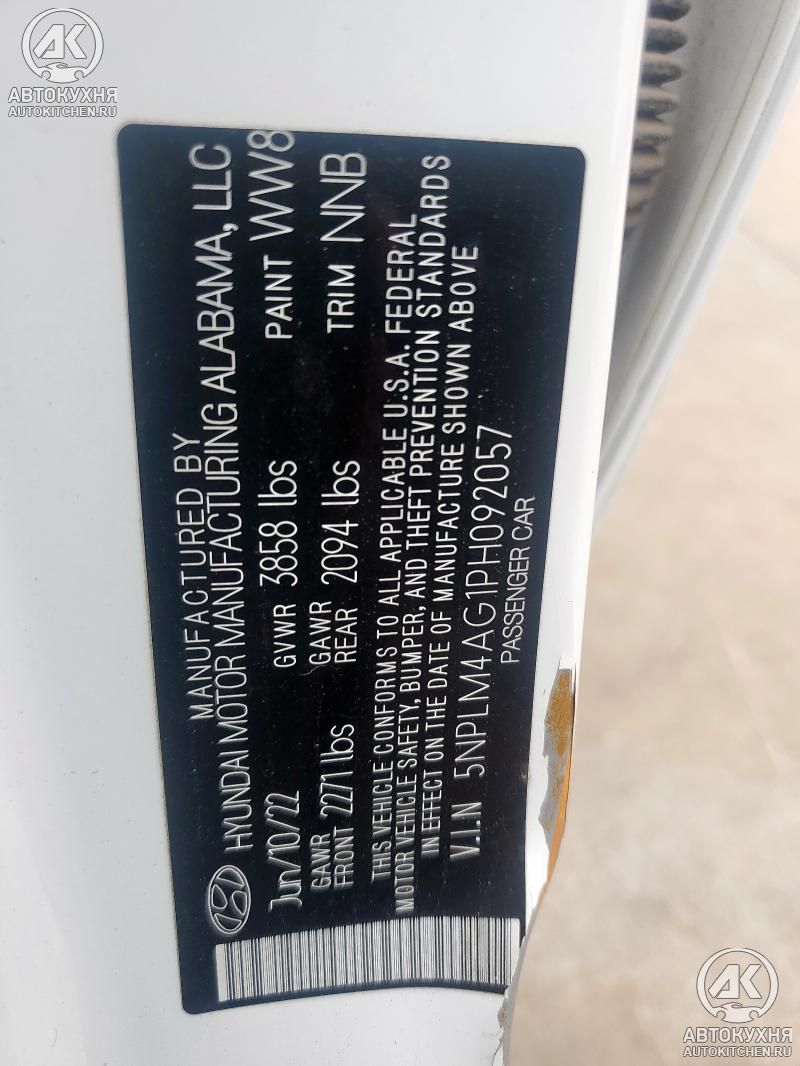 AK
АВТОКУХНЯ
AUTOKITCHEN.RU
MANUFACTURED BY
HYUNDAI MOTOR MANUFACTURING ALABAMA, LLC
Jun/10/22 GVWR 3858 lbs PAINT WW8
GAWR FRONT 2271 lbs GAWR REAR 2094 lbs TRIM NNB
THIS VEHICLE CONFORMS TO ALL APPLICABLE U.S.A. FEDERAL
MOTOR VEHICLE SAFETY, BUMPER, AND THEFT PREVENTION STANDARDS
IN EFFECT ON THE DATE OF MANUFACTURE SHOWN ABOVE
V.I.N 5NPLM4AG1PH092057
PASSENGER CAR
AK
АВТОКУХНЯ
AUTOKITCHEN.RU